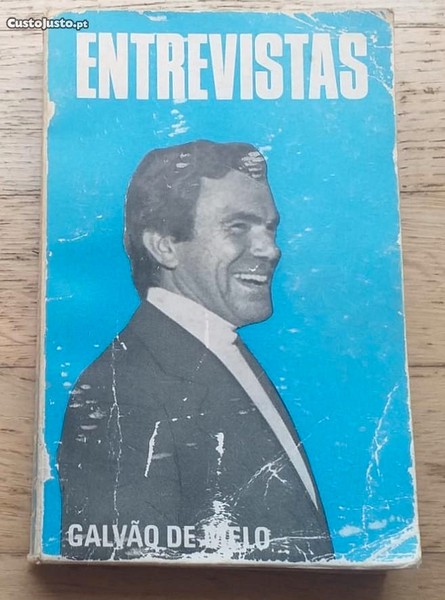 CustoJusto.pt
ENTREVISTAS
GALVÃO DE MELO